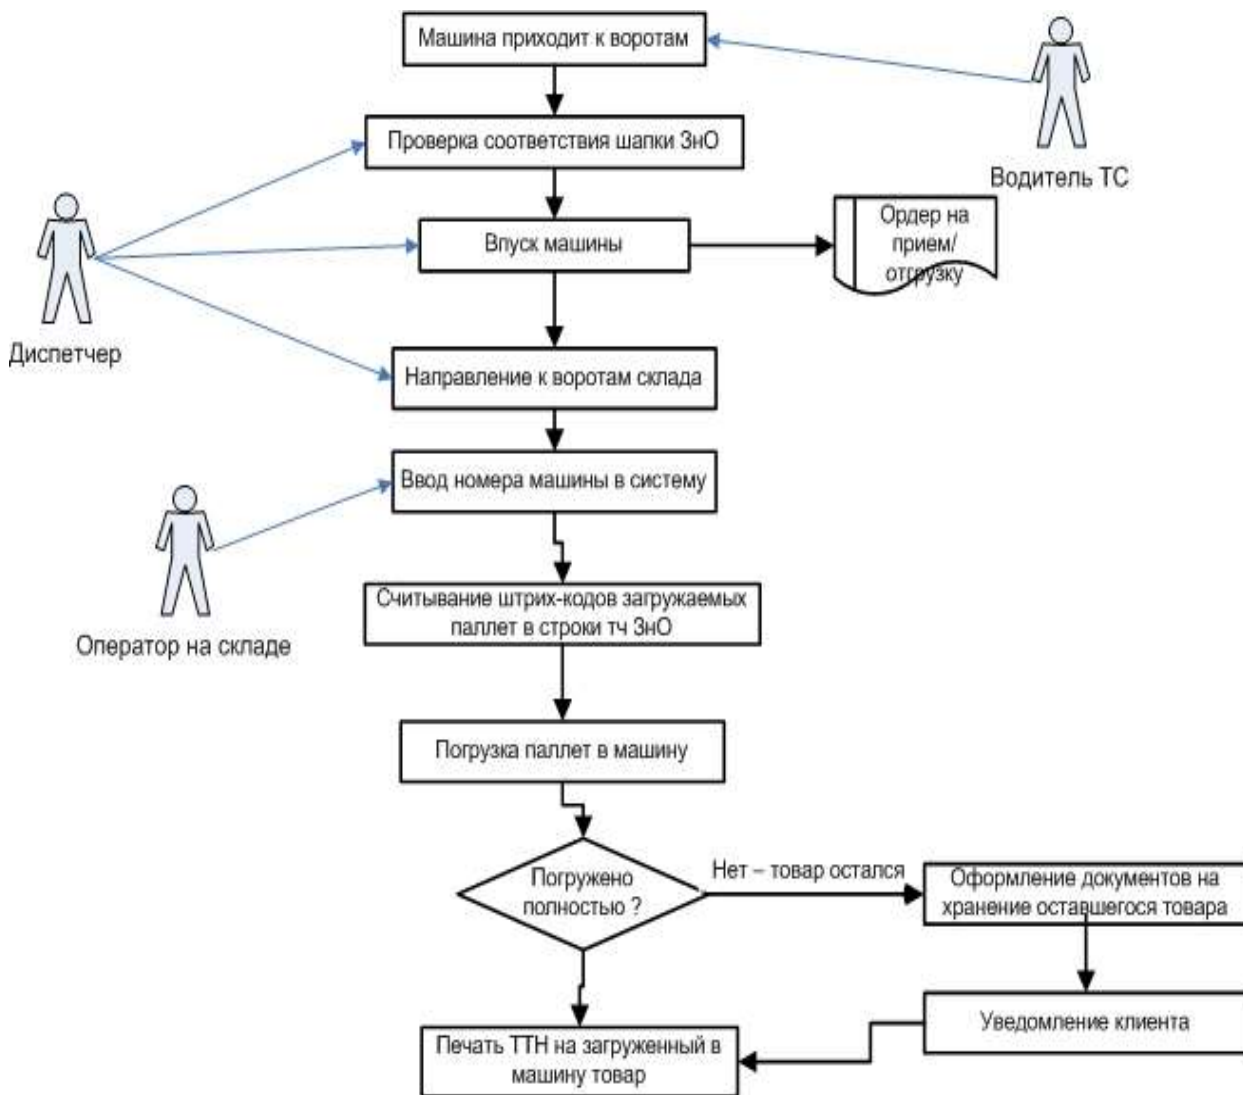 Машина приходит к воротам
Проверка соответствия шапки ЗнО
Водитель ТС
Впуск машины
Ордер на
прием/
отгрузку
Диспетчер
Направление к воротам склада
Ввод номера машины в систему
Считывание штрих-кодов загружаемых
паллет в строки тч ЗнО
Оператор на складе
Погрузка паллет в машину
Погружено
полностью ?
Нет – товар остался
Оформление документов на
хранение оставшегося товара
Уведомление клиента
Печать ТТН на загруженный в
машину товар